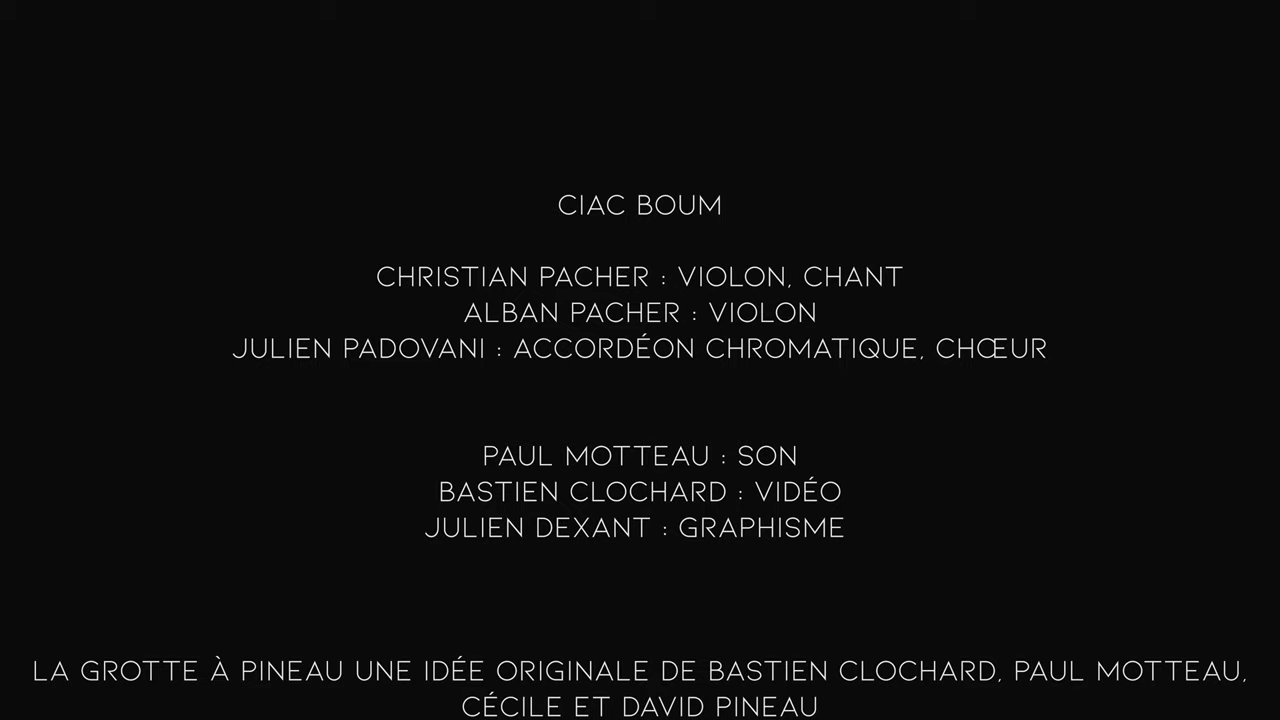 CIAC BOUM
CHRISTIAN PACHER : VIOLON, CHANT
ALBAN PACHER : VIOLON
JULIEN PADOVANI : ACCORDÉON CHROMATIQUE, CHŒUR
PAUL MOTTEAU : SON
BASTIEN CLOCHARD : VIDÉO
JULIEN DEXANT : GRAPHISME
LA GROTTE À PINEAU UNE IDÉE ORIGINALE DE BASTIEN CLOCHARD, PAUL MOTTEAU,
CÉCILE ET DAVID PINEAU